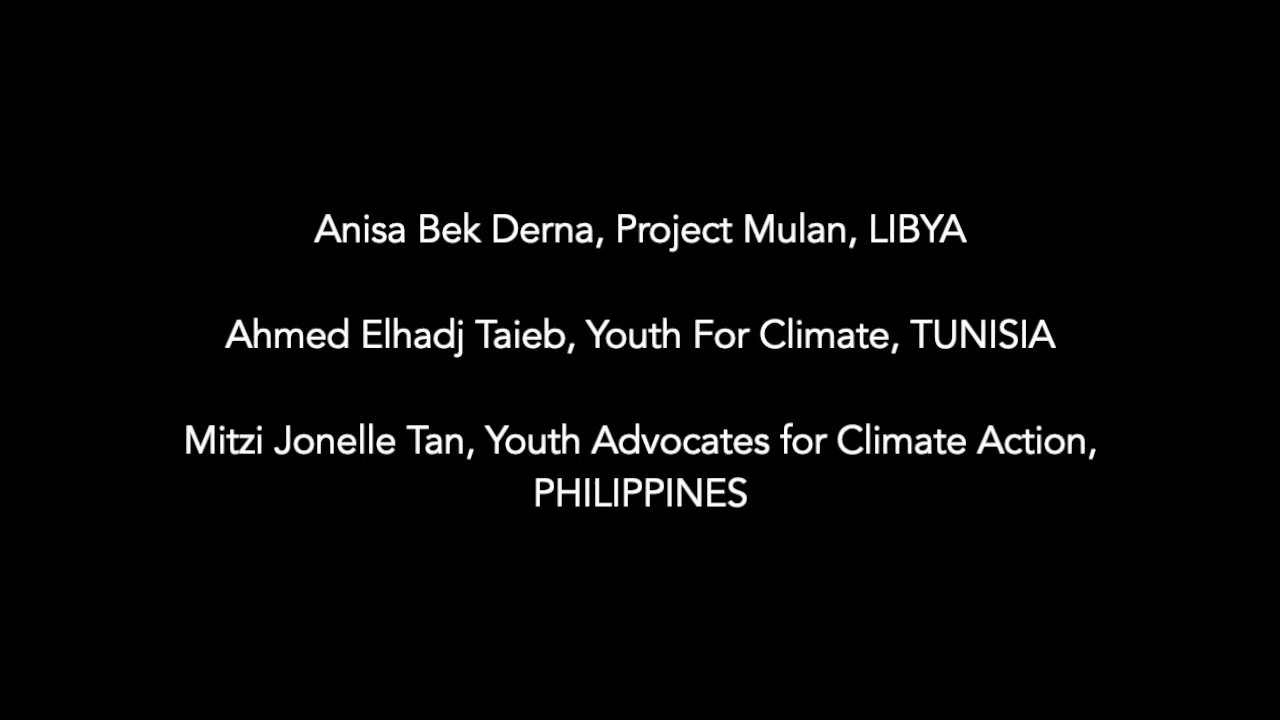 Anisa Bek Derna, Project Mulan, LIBYA
Ahmed Elhadj Taieb, Youth For Climate, TUNISIA
Mitzi Jonelle Tan, Youth Advocates for Climate Action,
PHILIPPINES